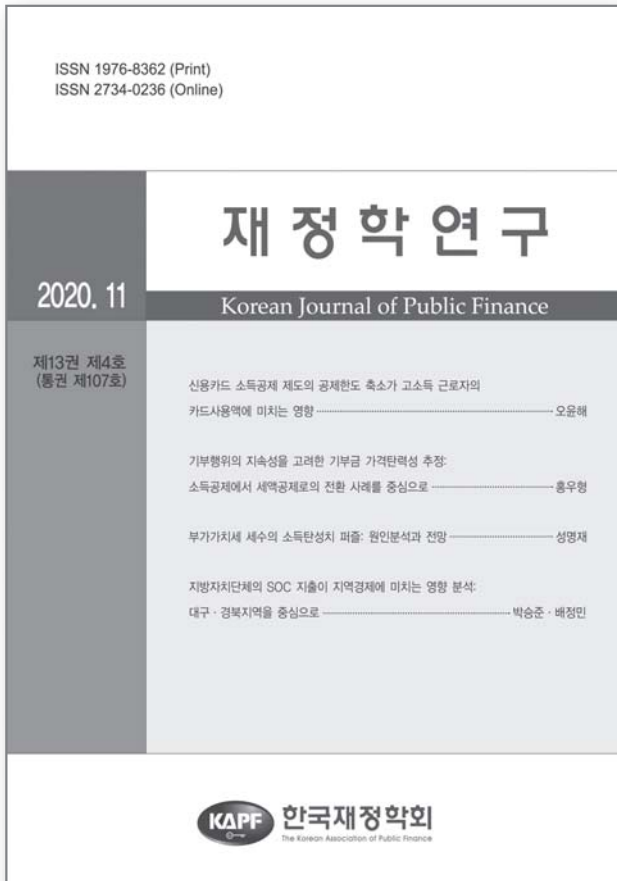 ISSN 1976-8362 (Print)
ISSN 2734-0236 (Online)
재정학연구
2020. 11
Korean Journal of Public Finance
제13권 제4호
(통권 제107호)
신용카드 소득공제 제도의 공제한도 축소가 고소득 근로자의
카드사용액에 미치는 영향 오윤해
기부행위의 지속성을 고려한 기부금 가격탄력성 추정:
소득공제에서 세액공제로의 전환 사례를 중심으로 홍우형
부가가치세 세수의 소득탄성치 퍼즐: 원인분석과 전망 성명재
지방자치단체의 SOC 지출이 지역경제에 미치는 영향 분석:
대구 · 경북지역을 중심으로 박승준 · 배정민
KAPF 한국재정학회
The Korean Association of Public Finance